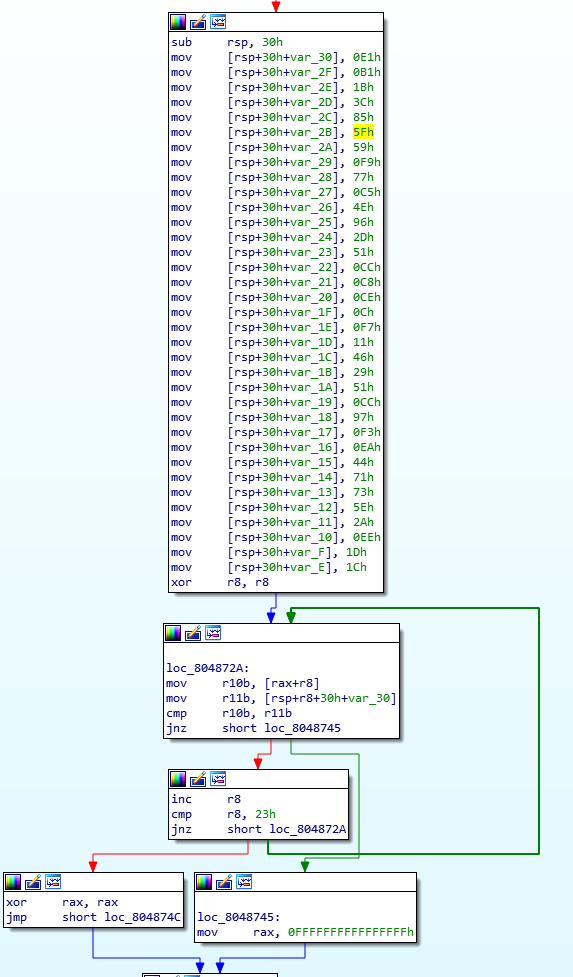 sub rsp, 30h
mov [rsp+30h+var_30], 0E1h
mov [rsp+30h+var_2F], 0B1h
mov [rsp+30h+var_2E], 1Bh
mov [rsp+30h+var_2D], 3Ch
mov [rsp+30h+var_2C], 85h
mov [rsp+30h+var_2B], 5Fh
mov [rsp+30h+var_2A], 59h
mov [rsp+30h+var_29], 0F9h
mov [rsp+30h+var_28], 77h
mov [rsp+30h+var_27], 0C5h
mov [rsp+30h+var_26], 4Eh
mov [rsp+30h+var_25], 96h
mov [rsp+30h+var_24], 2Dh
mov [rsp+30h+var_23], 51h
mov [rsp+30h+var_22], 0CCh
mov [rsp+30h+var_21], 0C8h
mov [rsp+30h+var_20], 0CEh
mov [rsp+30h+var_1F], 0Ch
mov [rsp+30h+var_1E], 0F7h
mov [rsp+30h+var_1D], 11h
mov [rsp+30h+var_1C], 46h
mov [rsp+30h+var_1B], 29h
mov [rsp+30h+var_1A], 51h
mov [rsp+30h+var_19], 0CCh
mov [rsp+30h+var_18], 97h
mov [rsp+30h+var_17], 0F3h
mov [rsp+30h+var_16], 0EAh
mov [rsp+30h+var_15], 44h
mov [rsp+30h+var_14], 71h
mov [rsp+30h+var_13], 73h
mov [rsp+30h+var_12], 5Eh
mov [rsp+30h+var_11], 2Ah
mov [rsp+30h+var_10], 0EEh
mov [rsp+30h+var_F], 1Dh
mov [rsp+30h+var_E], 1Ch
xor r8, r8
loc_804872A:
mov r10b, [rax+r8]
mov r11b, [rsp+r8+30h+var_30]
cmp r10b, r11b
jnz short loc_8048745
inc r8
cmp r8, 23h
jnz short loc_804872A
xor rax, rax
jmp short loc_804874C
loc_8048745:
mov rax, 0FFFFFFFFFFFFFFFFh